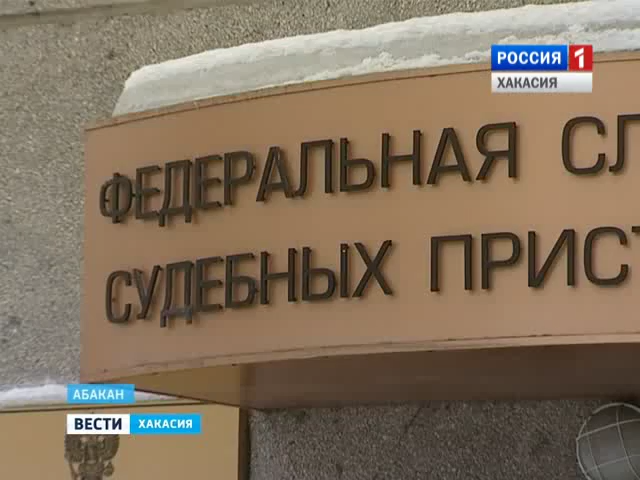 РОССИЯ 1
ХАКАСИЯ
ФЕДЕРАЛЬНАЯ СЛ
СУДЕБНЫХ ПРИСТ
АБАКАН
ВЕСТИ ХАКАСИЯ